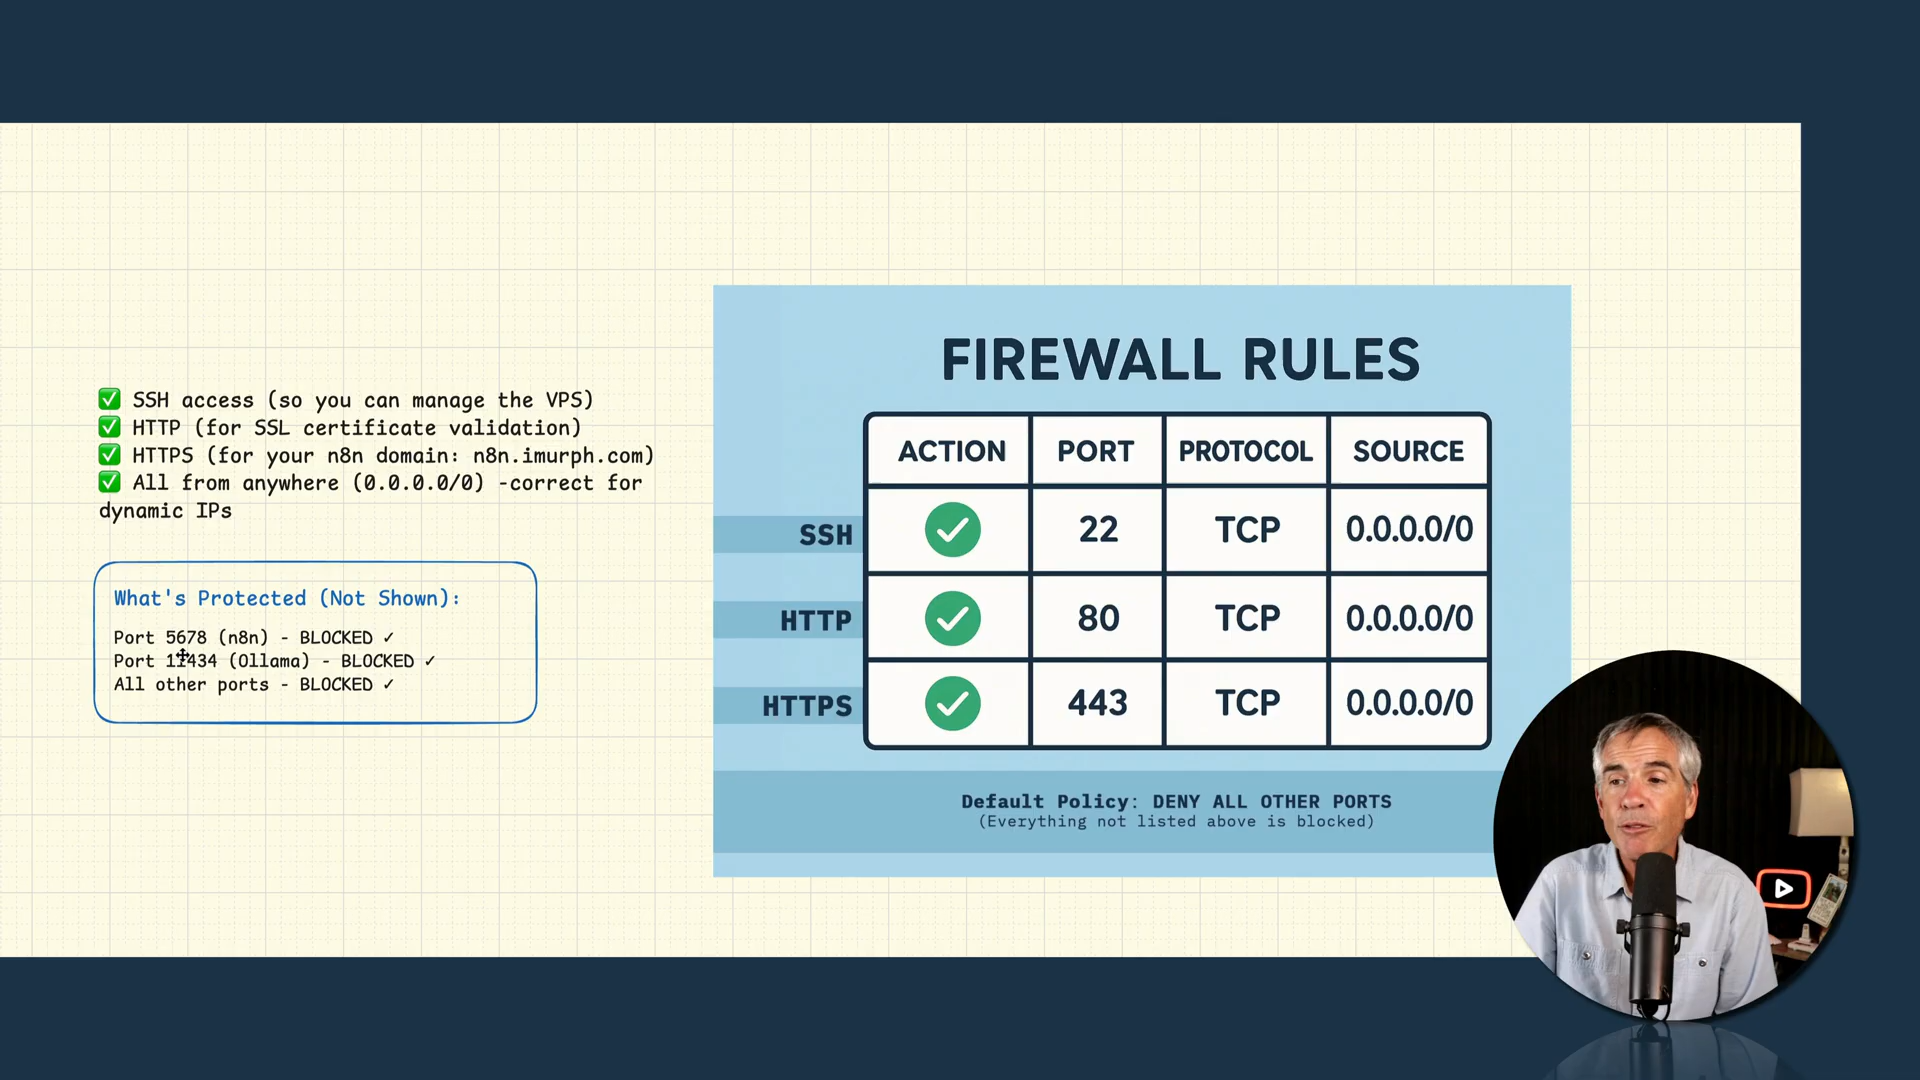 ✅ SSH access (so you can manage the VPS)
✅ HTTP (for SSL certificate validation)
✅ HTTPS (for your n8n domain: n8n.imurph.com)
✅ All from anywhere (0.0.0.0/0) -correct for
dynamic IPs
What's Protected (Not Shown):
Port 5678 (n8n) - BLOCKED ✓
Port 11434 (Ollama) - BLOCKED ✓
All other ports - BLOCKED ✓
FIREWALL RULES
ACTION PORT PROTOCOL SOURCE
SSH 22 TCP 0.0.0.0/0
HTTP 80 TCP 0.0.0.0/0
HTTPS 443 TCP 0.0.0.0/0
Default Policy: DENY ALL OTHER PORTS
(Everything not listed above is blocked)